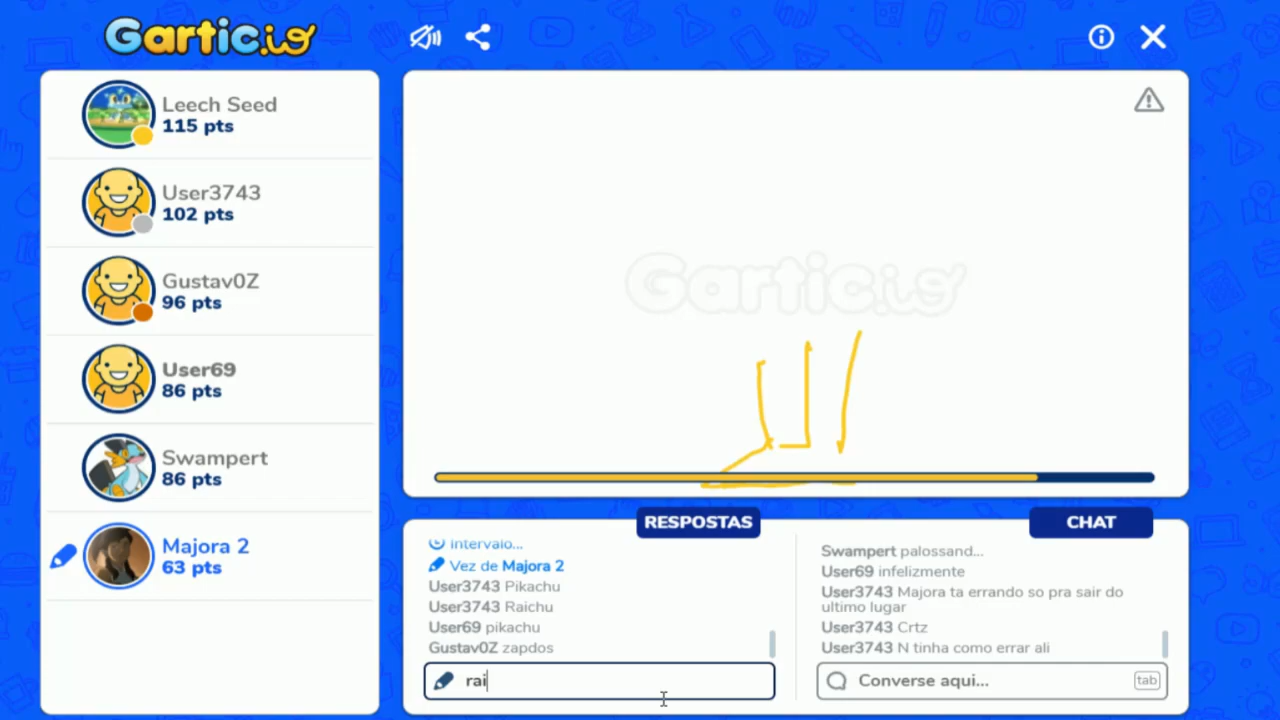 Gartic.io
Leech Seed
115 pts
User3743
102 pts
Gustav0Z
96 pts
User69
86 pts
Swampert
86 pts
Majora 2
63 pts
Gartic.io
RESPOSTAS
intervalo...
Vez de Majora 2
User3743 Pikachu
User3743 Raichu
User69 pikachu
Gustav0Z zapdos
rai
CHAT
Swampert palossand...
User69 infelizmente
User3743 Majora ta errando so pra sair do
ultimo lugar
User3743 Crtz
User3743 N tinha como errar ali
Converse aqui... tab